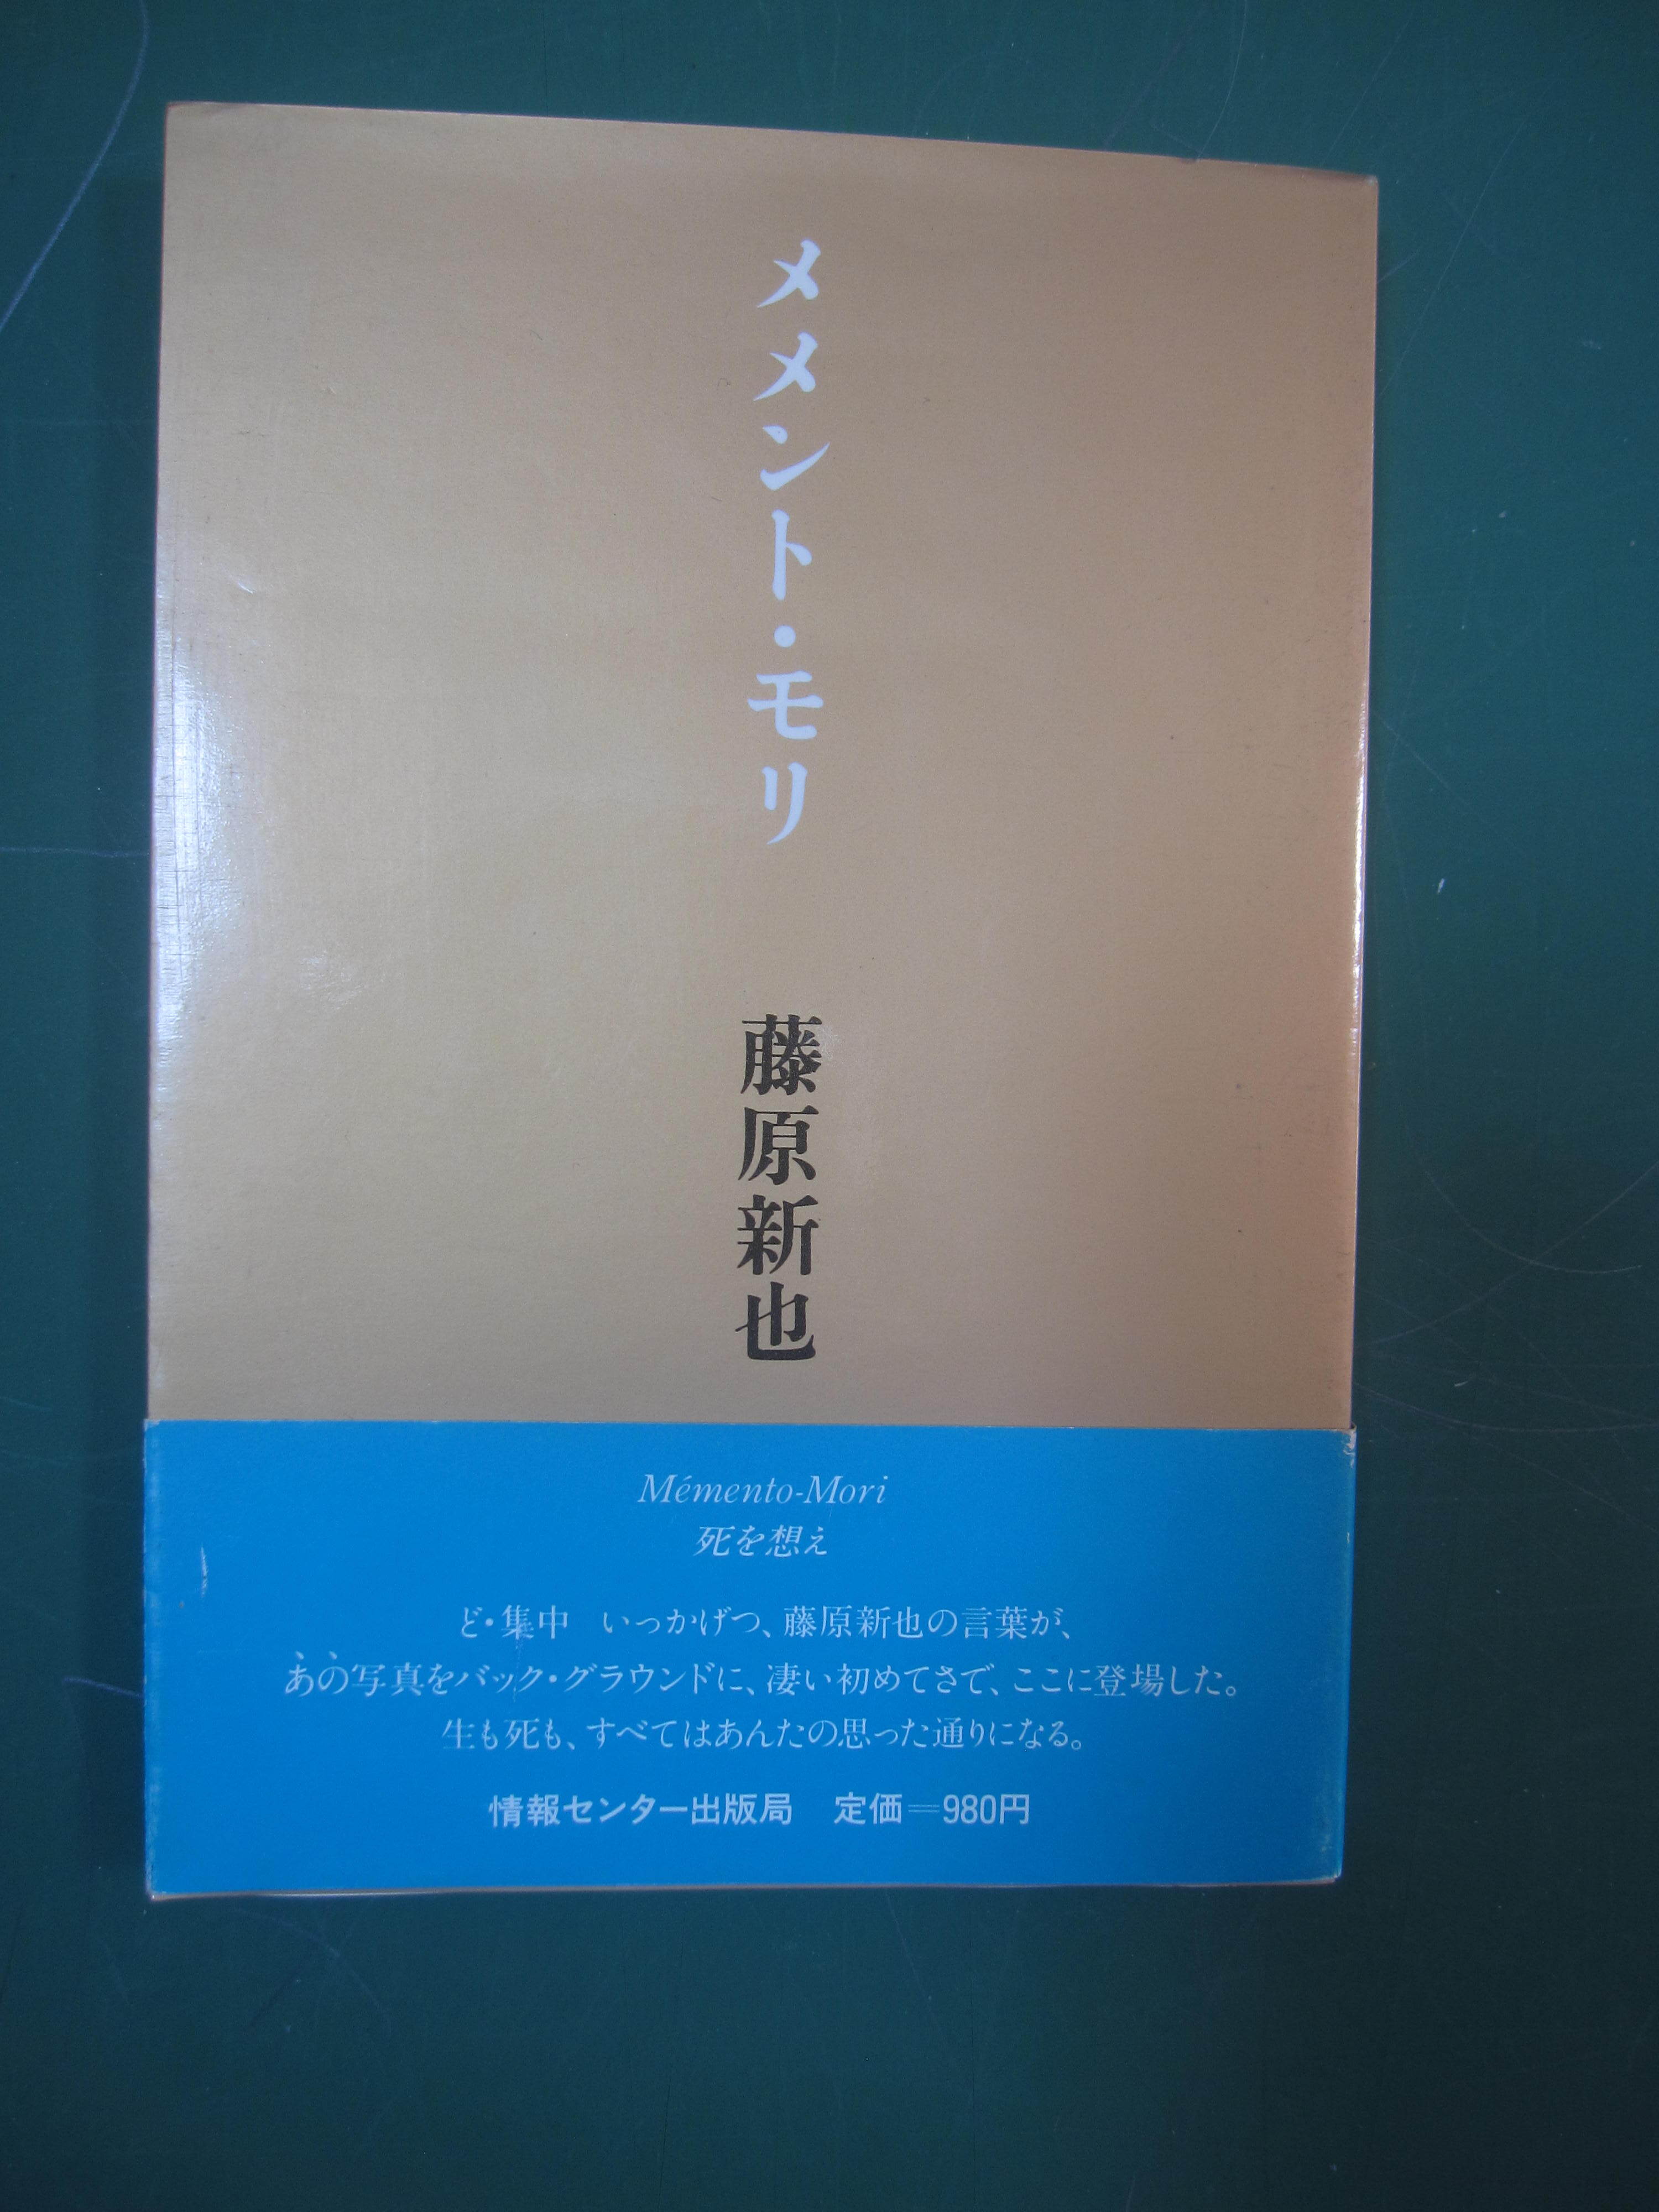 メメント・モリ
藤原新也
Mémento-Mori
死を想え
ど・集中　いっかげつ、藤原新也の言葉が、
あの写真をバック・グラウンドに、凄い初めてさで、ここに登場した。
生も死も、すべてはあんたの思った通りになる。
情報センター出版局　定価＝980円